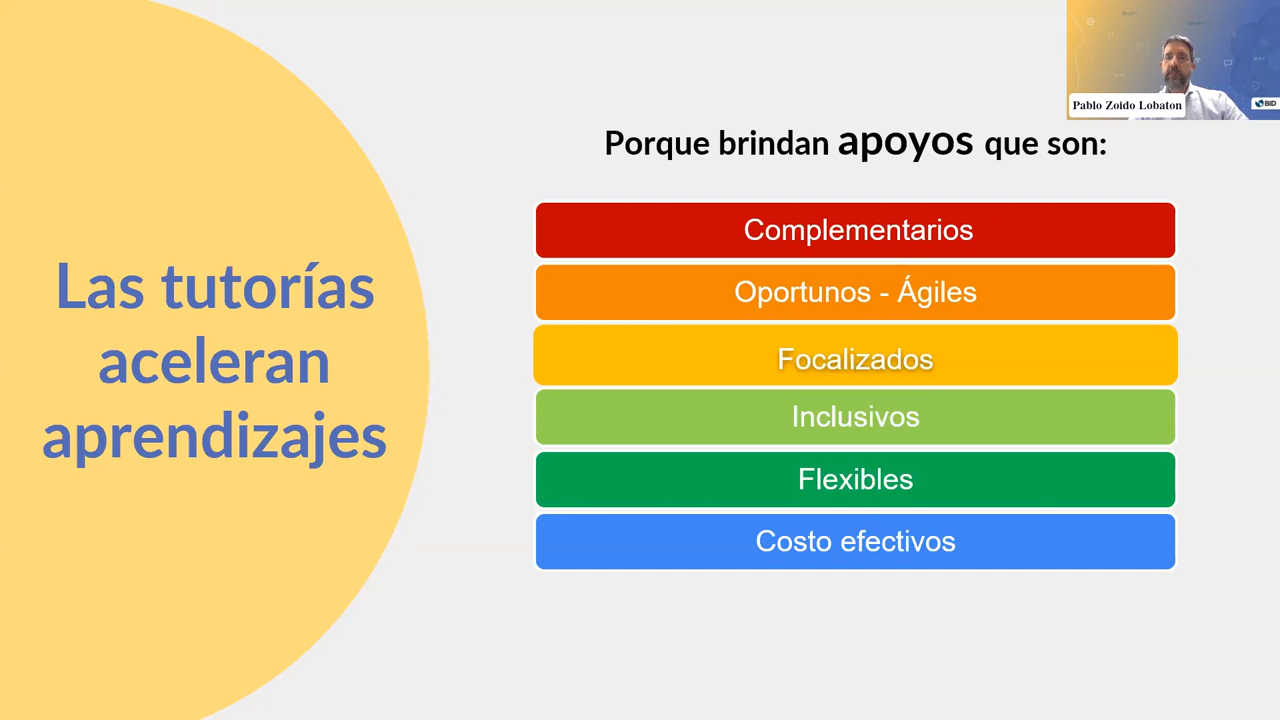 Pablo Zoido Lobaton
BID
Porque brindan apoyos que son:
Las tutorías
aceleran
aprendizajes
Complementarios
Oportunos - Ágiles
Focalizados
Inclusivos
Flexibles
Costo efectivos